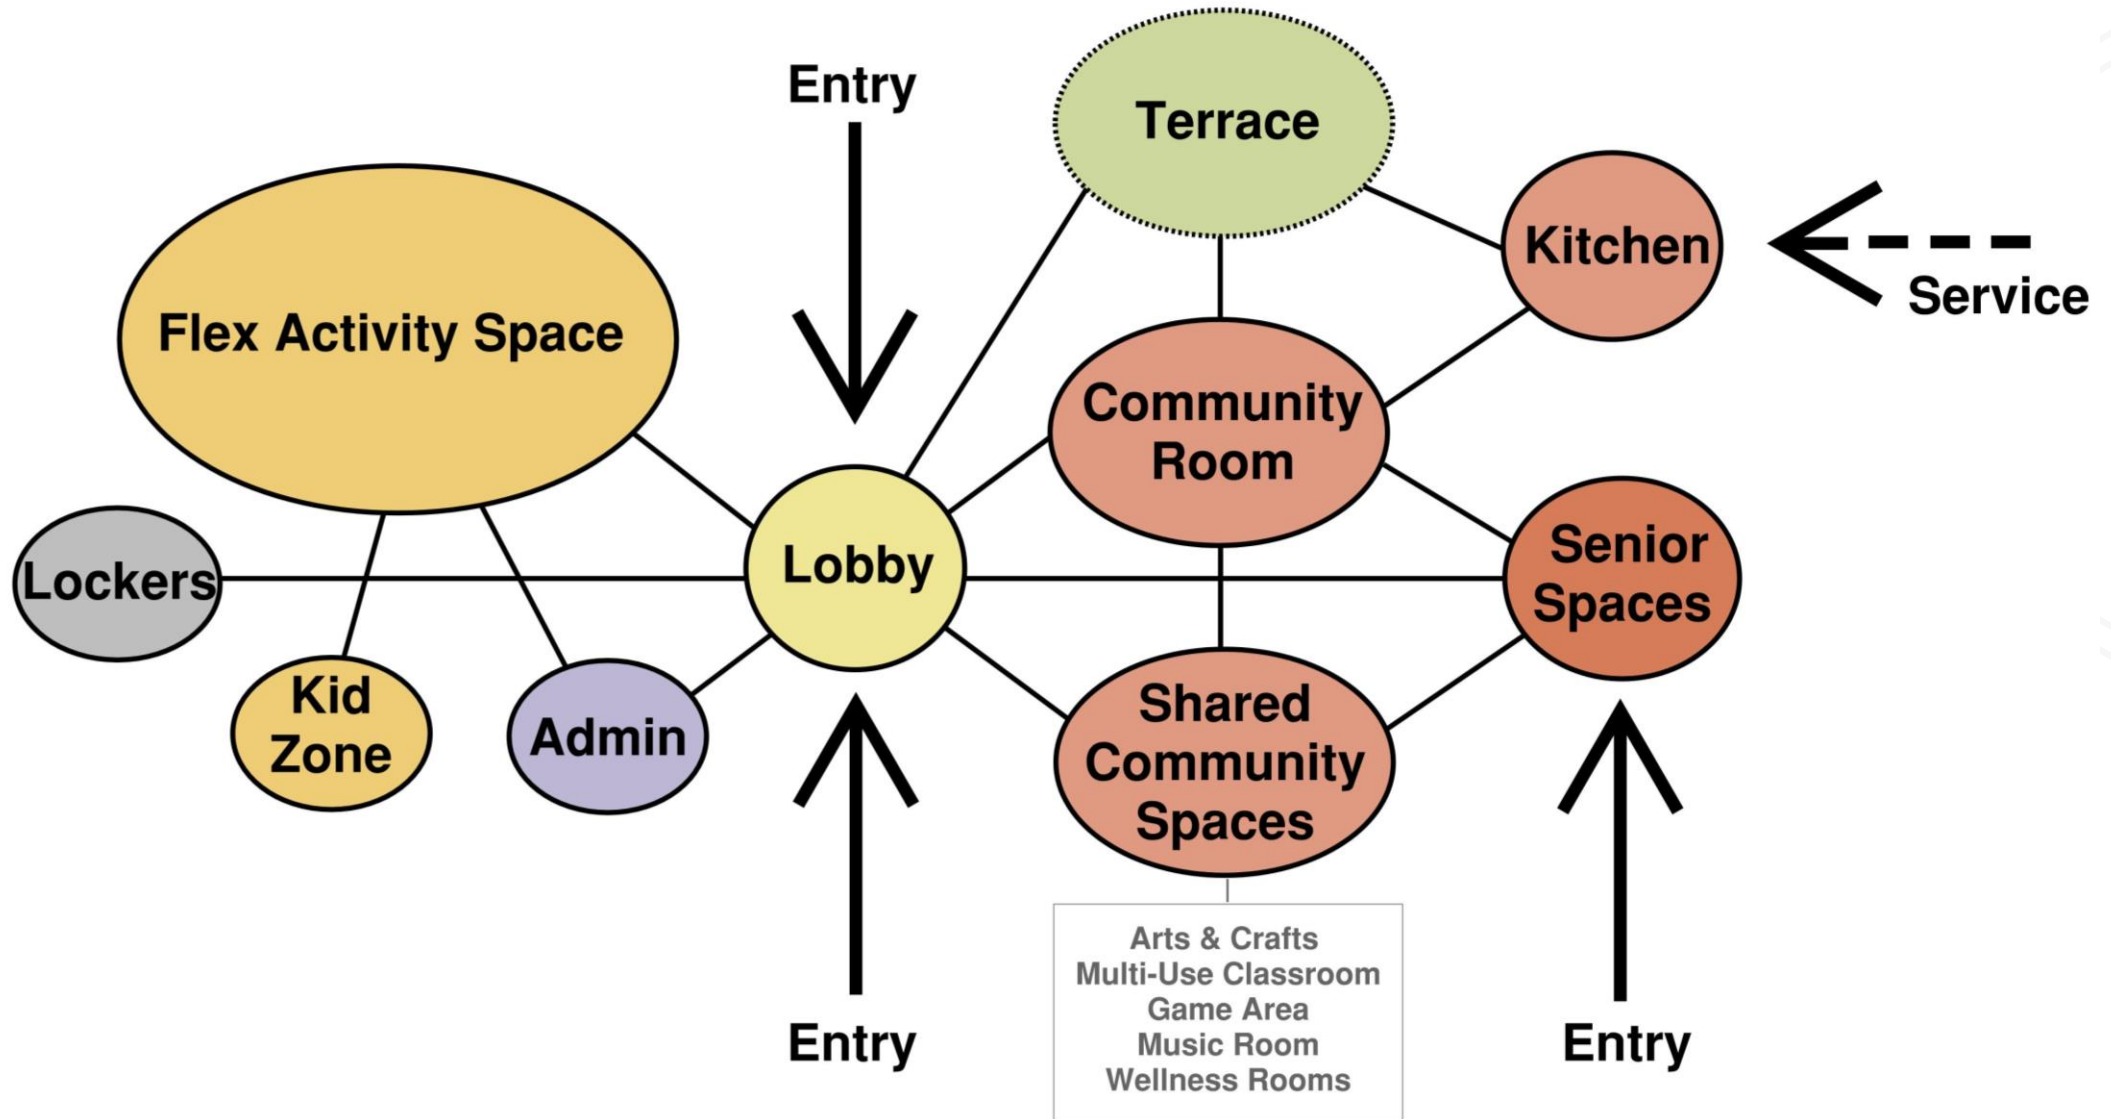 Entry
Terrace
Kitchen
Service
Flex Activity Space
Community
Room
Lobby
Senior
Spaces
Lockers
Kid
Zone
Admin
Shared
Community
Spaces
Arts & Crafts
Multi-Use Classroom
Game Area
Music Room
Wellness Rooms
Entry
Entry